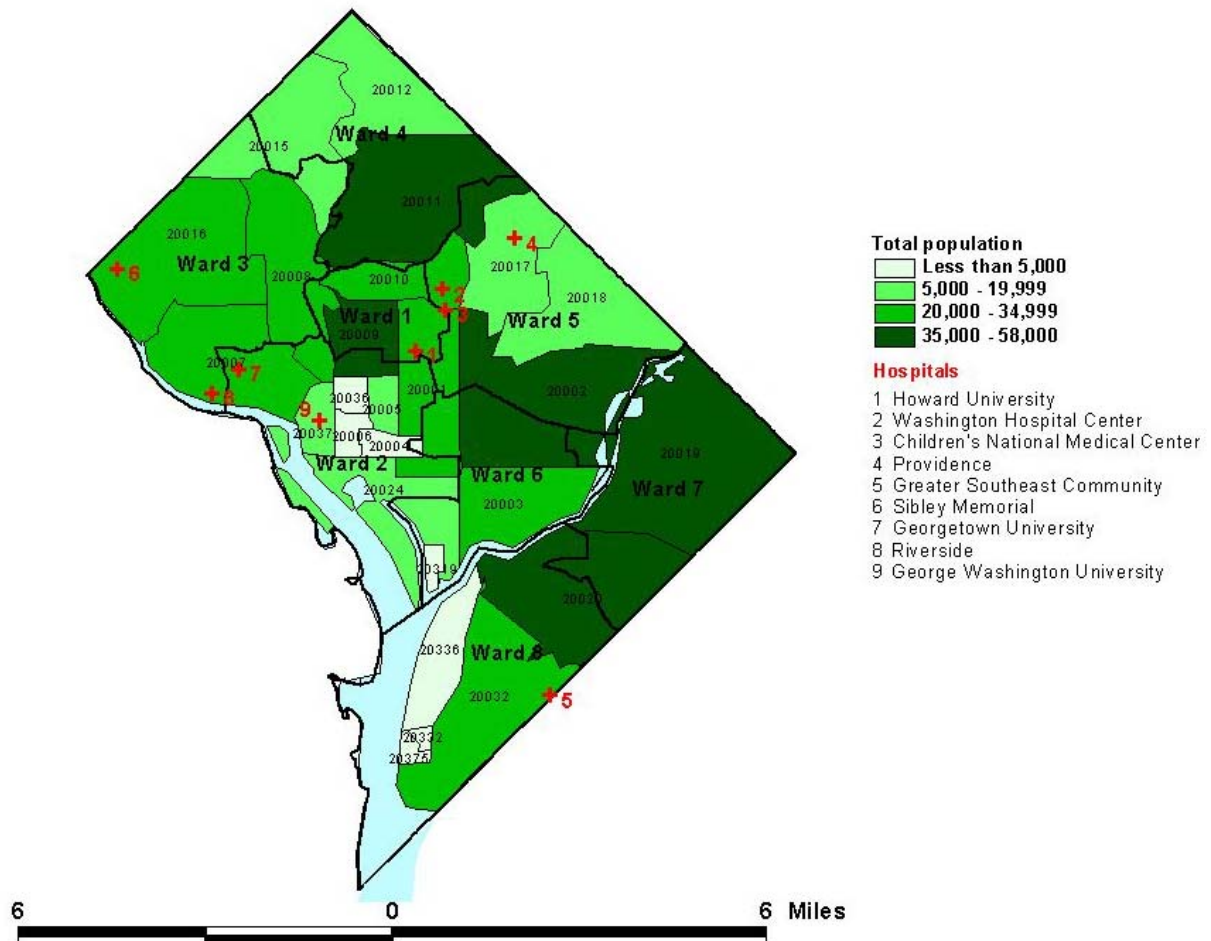 20012
Ward 4
20015
20011
20016
Ward 3
4
20017
6
20008
20010
2
20018
3
Ward 1
Ward 5
20009
1
20007
7
20002
8
20036
20001
9
20005
20037
20006
20004
20019
Ward 2
Ward 6
Ward 7
20024
20003
20319
20020
20336
Ward 8
20032
5
20332
20375
Total population
Less than 5,000
5,000 - 19,999
20,000 - 34,999
35,000 - 58,000
Hospitals
1 Howard University
2 Washington Hospital Center
3 Children's National Medical Center
4 Providence
5 Greater Southeast Community
6 Sibley Memorial
7 Georgetown University
8 Riverside
9 George Washington University
6 0 6 Miles